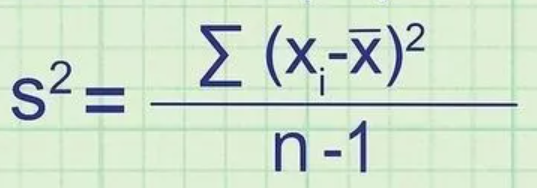 s² = ∑ (xᵢ-x̅)²
n-1